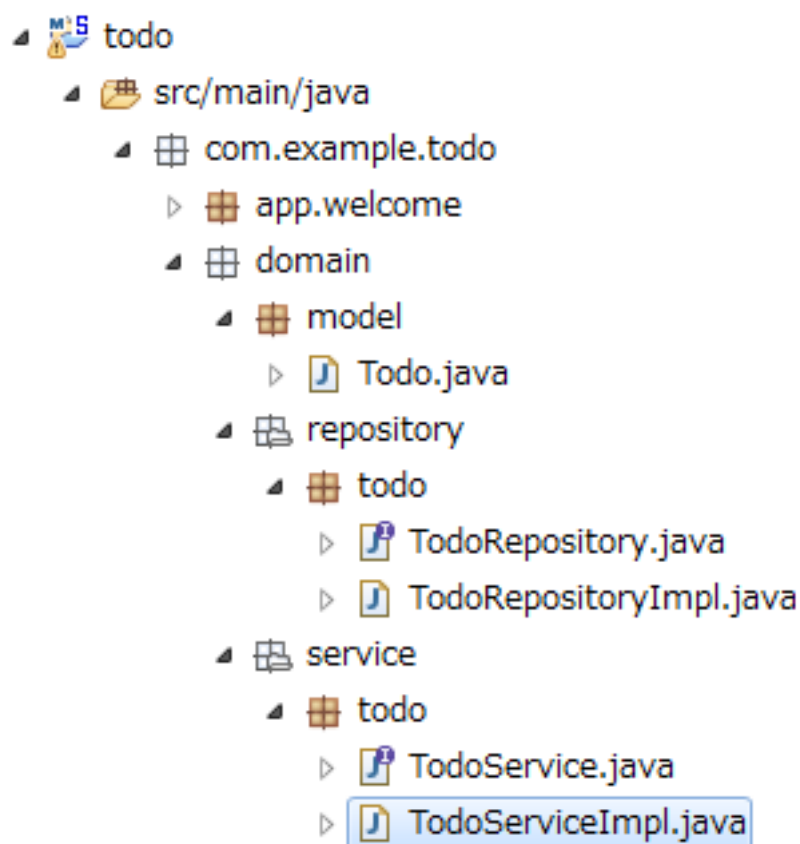 todo
src/main/java
com.example.todo
app.welcome
domain
model
Todo.java
repository
todo
TodoRepository.java
TodoRepositoryImpl.java
service
todo
TodoService.java
TodoServiceImpl.java